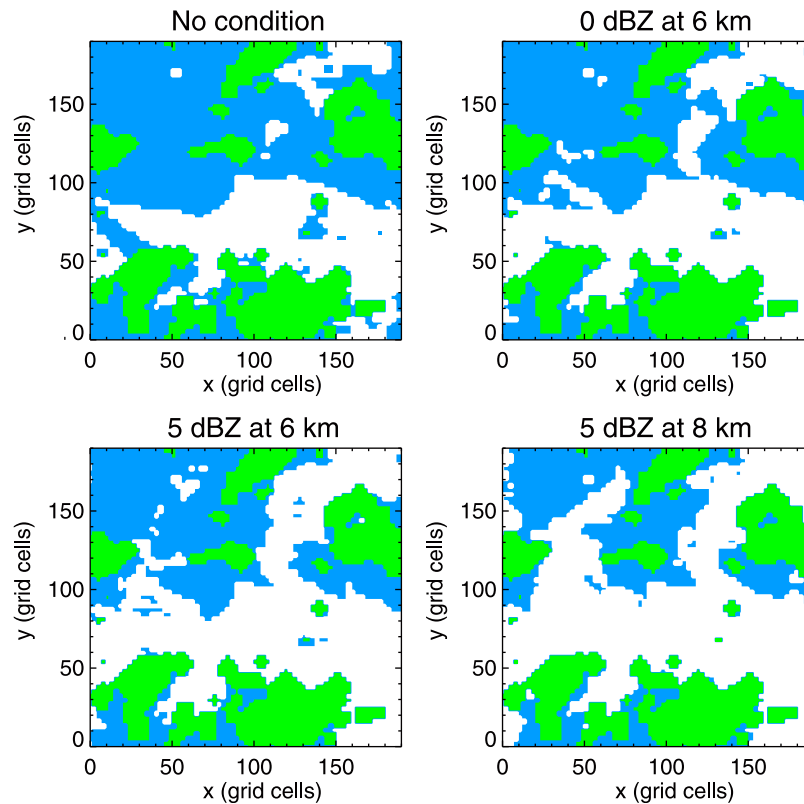 No condition
0 dBZ at 6 km
y (grid cells)
150
100
50
0
0 50 100 150
x (grid cells)
y (grid cells)
150
100
50
0
0 50 100 150
x (grid cells)
5 dBZ at 6 km
5 dBZ at 8 km
y (grid cells)
150
100
50
0
0 50 100 150
x (grid cells)
y (grid cells)
150
100
50
0
0 50 100 150
x (grid cells)